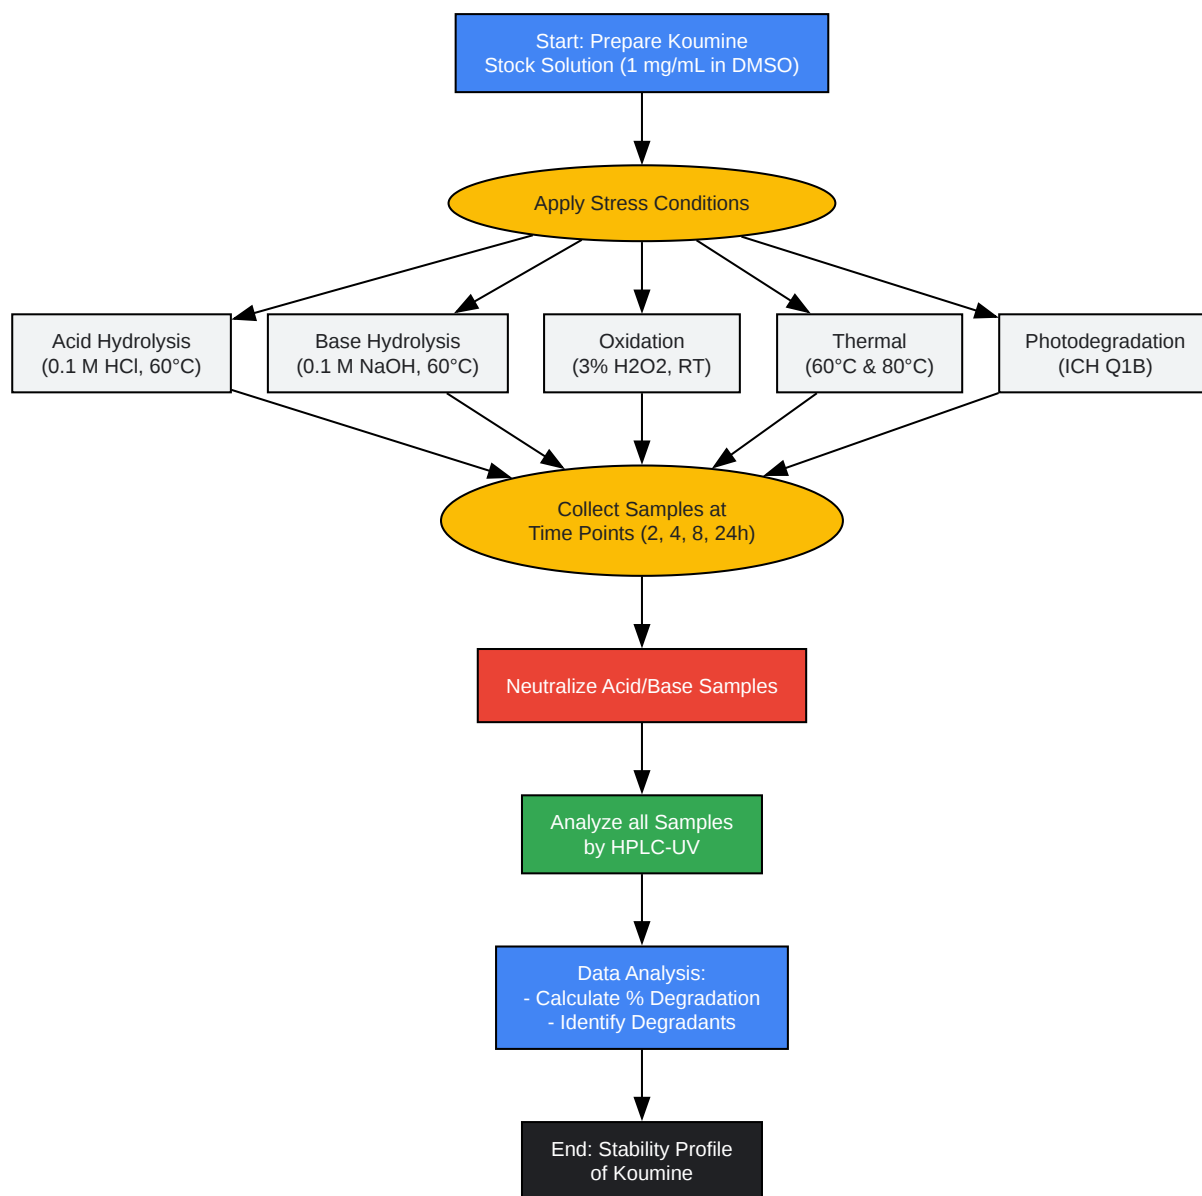 Start: Prepare Koumine
Stock Solution (1 mg/mL in DMSO)
Apply Stress Conditions
Acid Hydrolysis
(0.1 M HCl, 60°C)
Base Hydrolysis
(0.1 M NaOH, 60°C)
Oxidation
(3% H2O2, RT)
Thermal
(60°C & 80°C)
Photodegradation
(ICH Q1B)
Collect Samples at
Time Points (2, 4, 8, 24h)
Neutralize Acid/Base Samples
Analyze all Samples
by HPLC-UV
Data Analysis:
- Calculate % Degradation
- Identify Degradants
End: Stability Profile
of Koumine